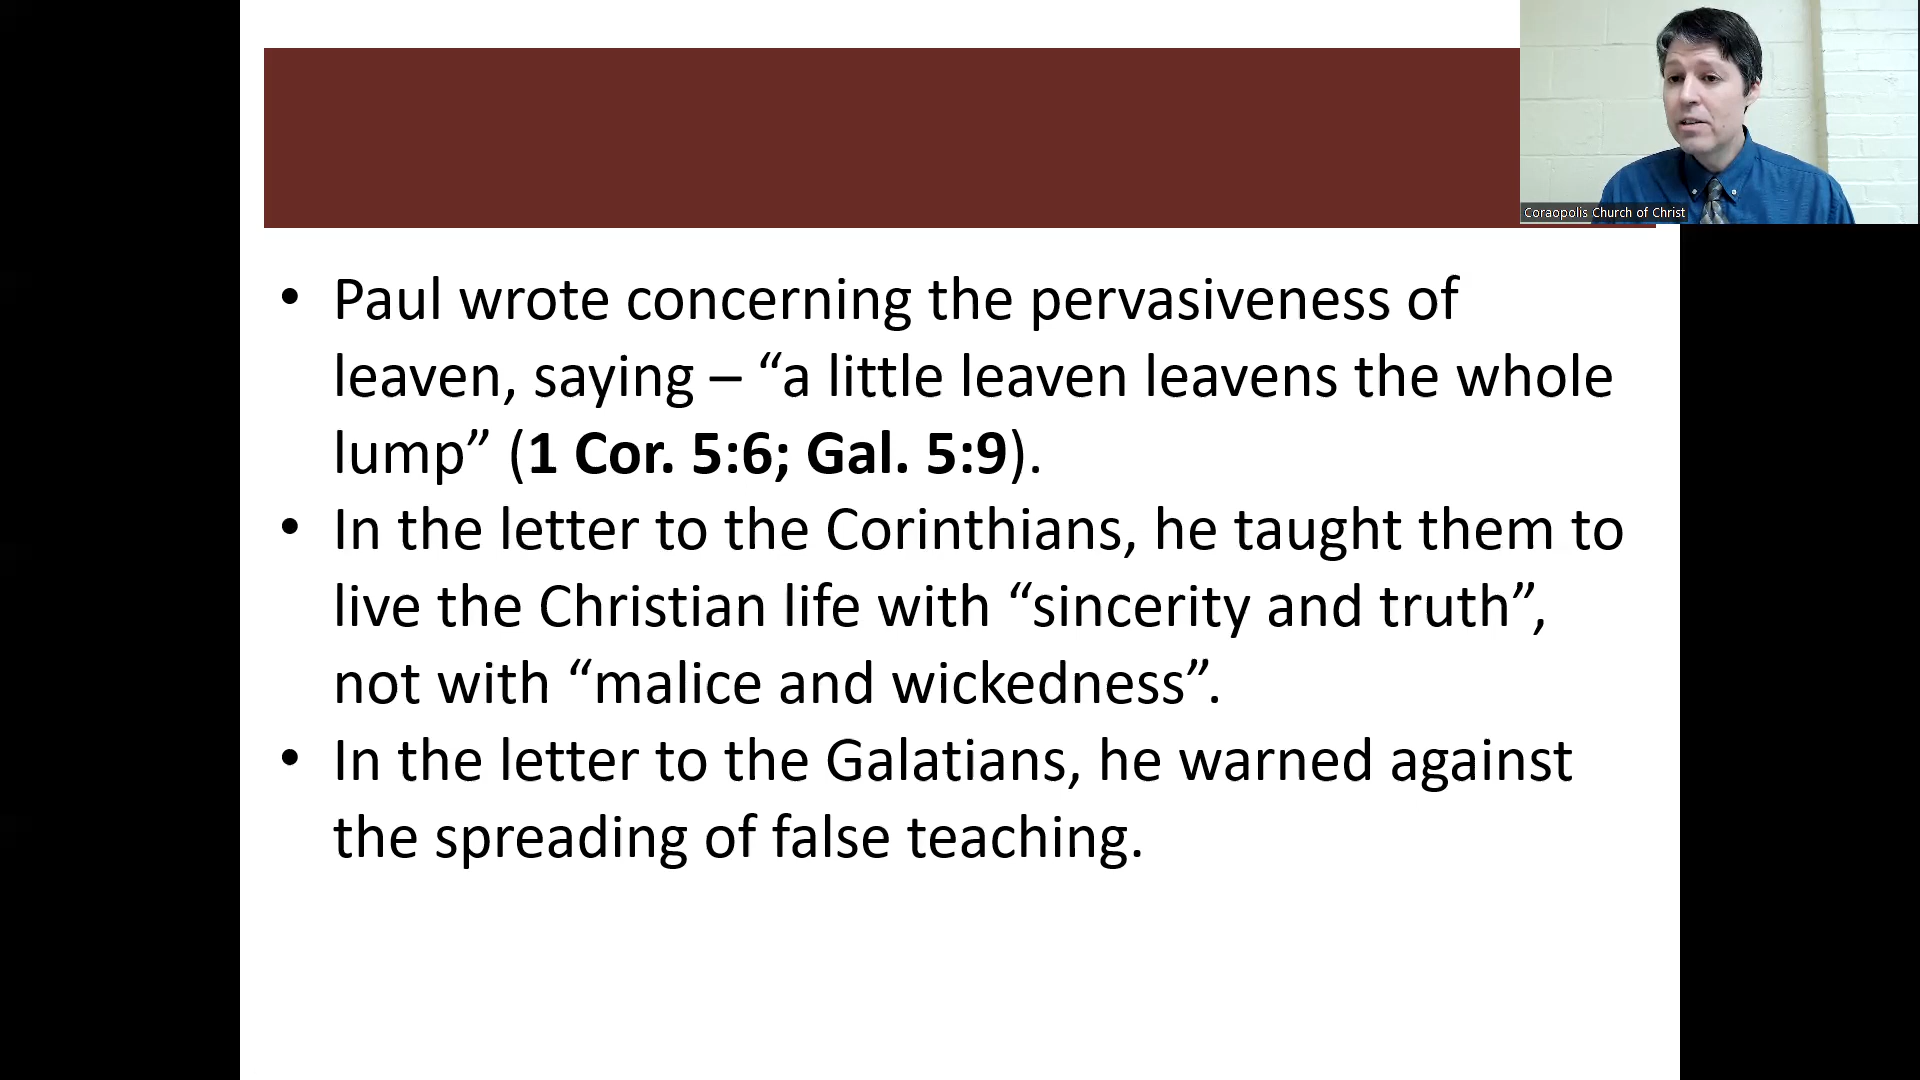 Coraopolis Church of Christ
• Paul wrote concerning the pervasiveness of
leaven, saying – “a little leaven leavens the whole
lump” (1 Cor. 5:6; Gal. 5:9).
• In the letter to the Corinthians, he taught them to
live the Christian life with “sincerity and truth”,
not with “malice and wickedness”.
• In the letter to the Galatians, he warned against
the spreading of false teaching.